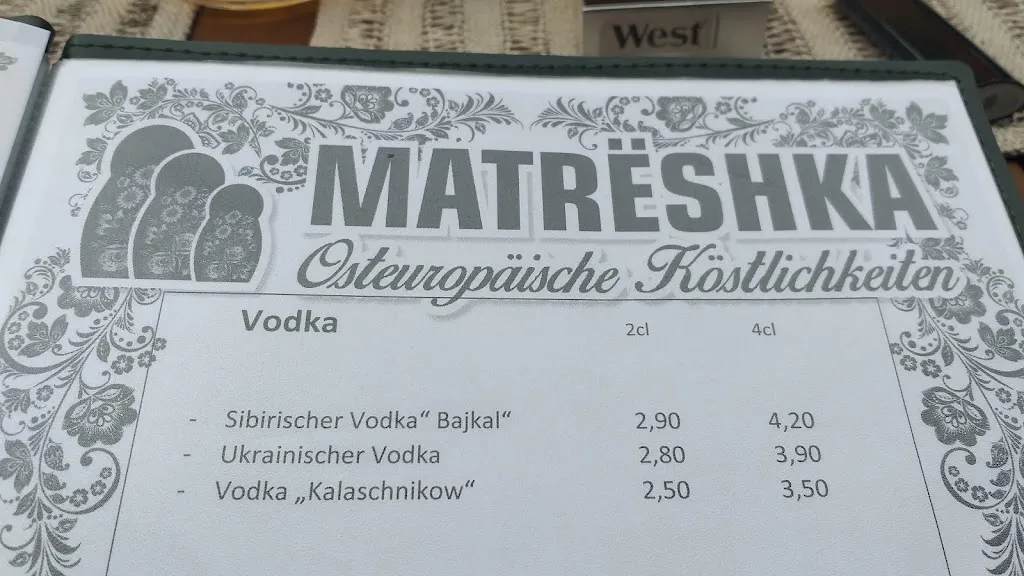 West
MATRËSHKA
Osteuropäische Köstlichkeiten
Vodka 2cl 4cl
- Sibirischer Vodka“ Bajkal“ 2,90 4,20
- Ukrainischer Vodka 2,80 3,90
- Vodka „Kalaschnikow“ 2,50 3,50